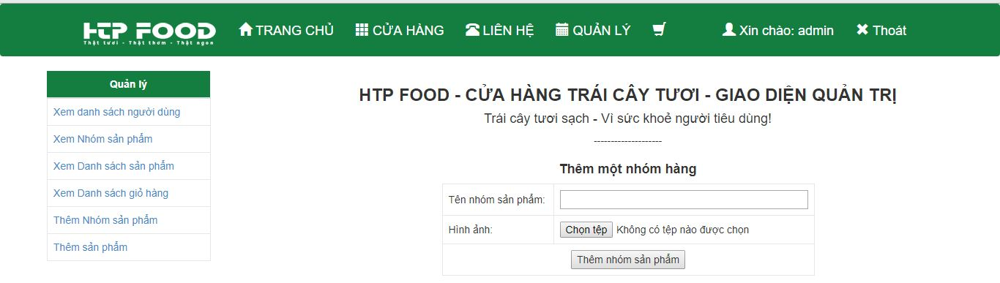 HTP FOOD
Thật tươi - Thật thơm - Thật ngon
TRANG CHỦ CỬA HÀNG LIÊN HỆ QUẢN LÝ Xin chào: admin Thoát
Quản lý
Xem danh sách người dùng
Xem Nhóm sản phẩm
Xem Danh sách sản phẩm
Xem Danh sách giỏ hàng
Thêm Nhóm sản phẩm
Thêm sản phẩm
HTP FOOD - CỬA HÀNG TRÁI CÂY TƯƠI - GIAO DIỆN QUẢN TRỊ
Trái cây tươi sạch - Vì sức khoẻ người tiêu dùng!
--------------------
Thêm một nhóm hàng
Tên nhóm sản phẩm:
Hình ảnh: Chọn tệp Không có tệp nào được chọn
Thêm nhóm sản phẩm